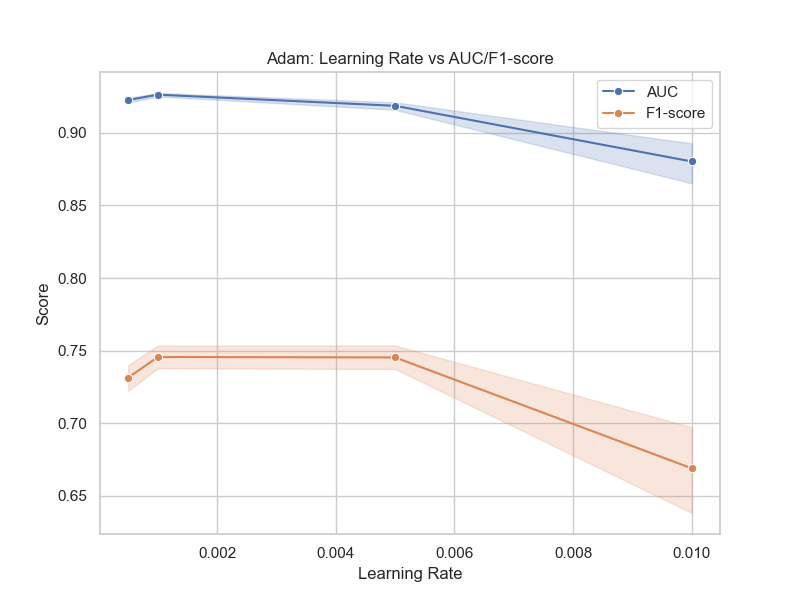 Adam: Learning Rate vs AUC/F1-score
AUC
F1-score
0.90
0.85
0.80
0.75
0.70
0.65
Score
0.002
0.004
0.006
0.008
0.010
Learning Rate